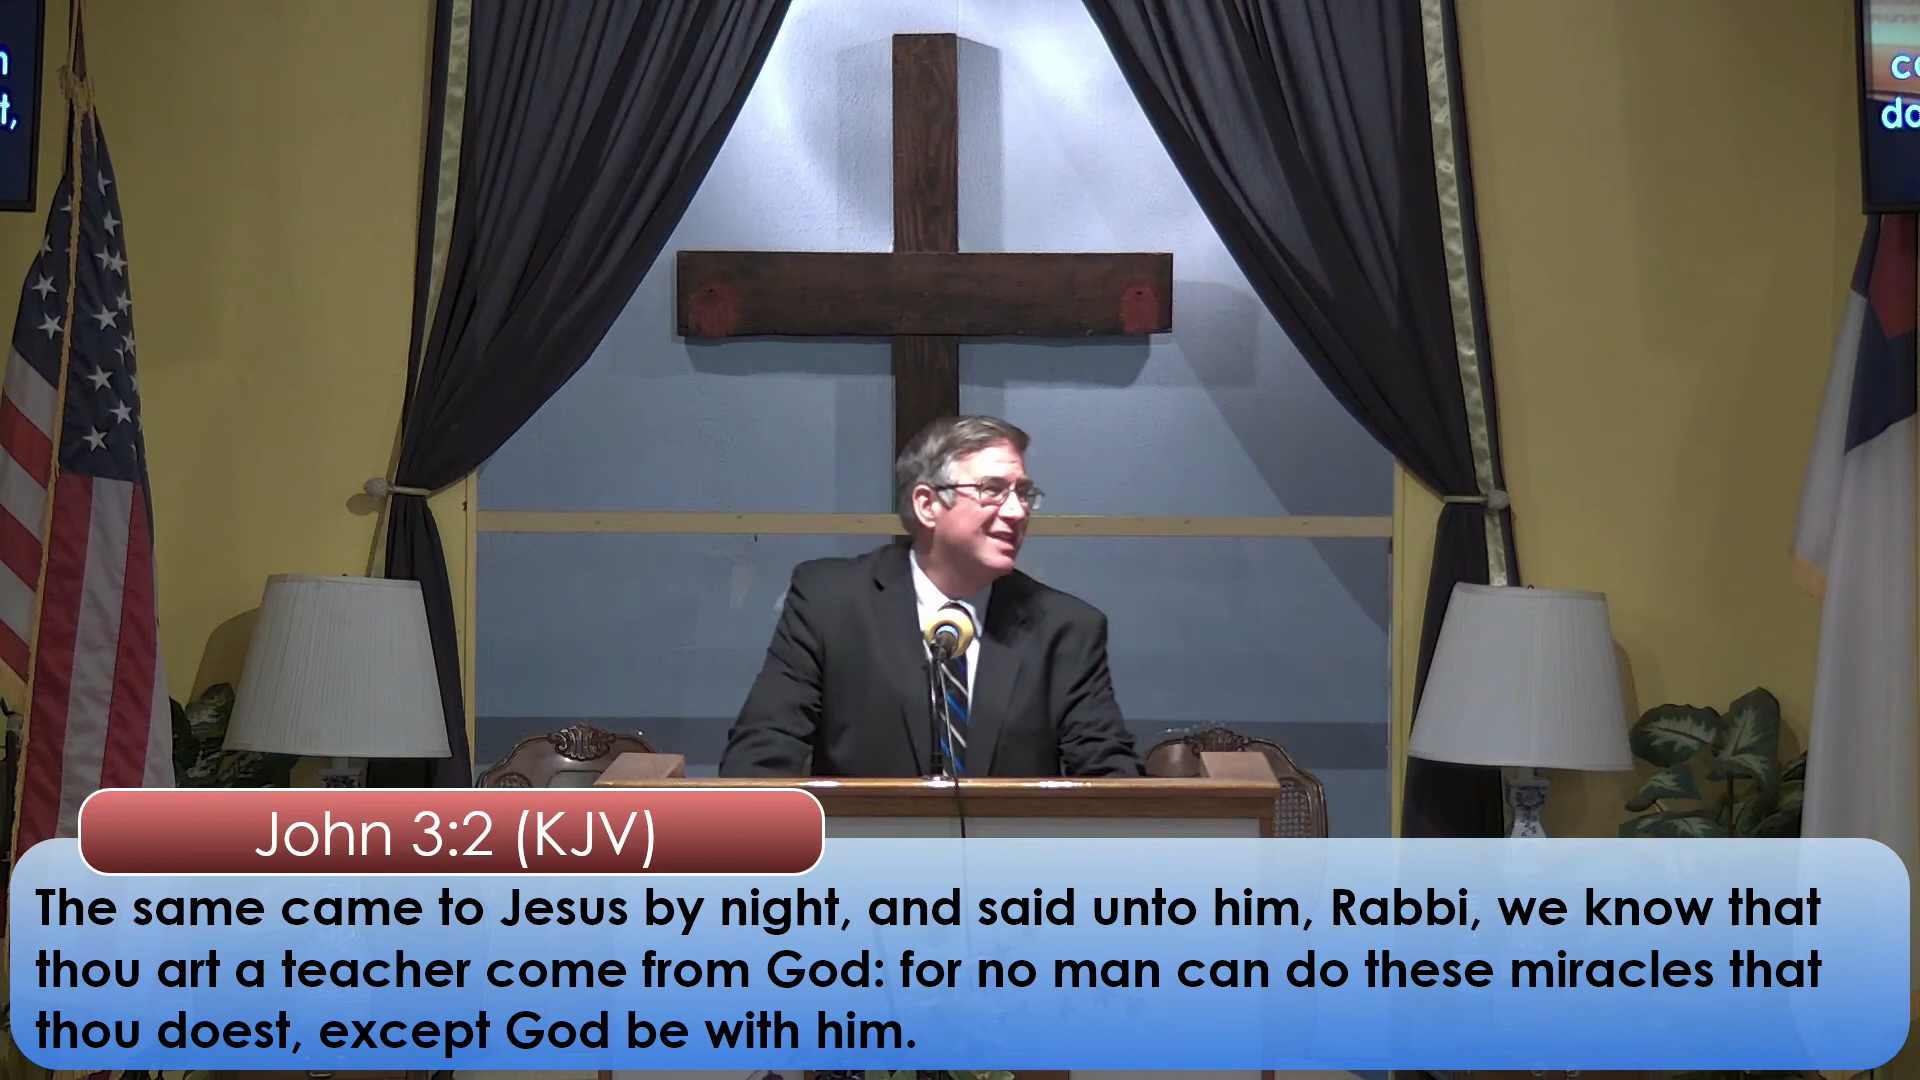 John 3:2 (KJV)
The same came to Jesus by night, and said unto him, Rabbi, we know that
thou art a teacher come from God: for no man can do these miracles that
thou doest, except God be with him.